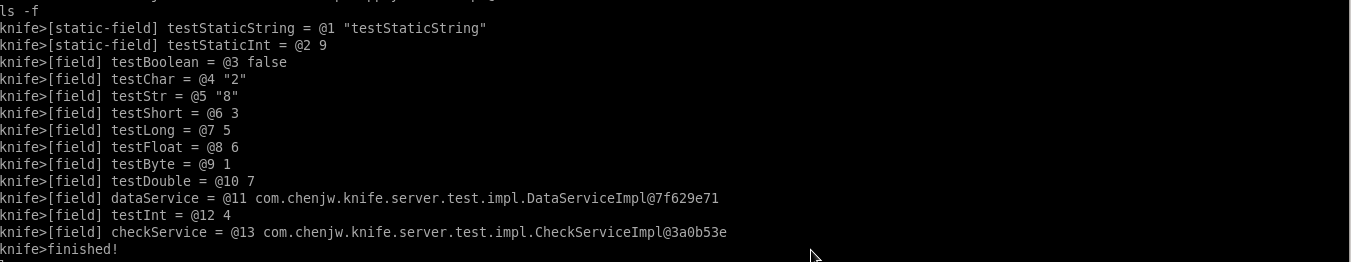 ls -f
knife>[static-field] testStaticString = @1 "testStaticString"
knife>[static-field] testStaticInt = @2 9
knife>[field] testBoolean = @3 false
knife>[field] testChar = @4 "2"
knife>[field] testStr = @5 "8"
knife>[field] testShort = @6 3
knife>[field] testLong = @7 5
knife>[field] testFloat = @8 6
knife>[field] testByte = @9 1
knife>[field] testDouble = @10 7
knife>[field] dataService = @11 com.chenjw.knife.server.test.impl.DataServiceImpl@7f629e71
knife>[field] testInt = @12 4
knife>[field] checkService = @13 com.chenjw.knife.server.test.impl.CheckServiceImpl@3a0b53e
knife>finished!